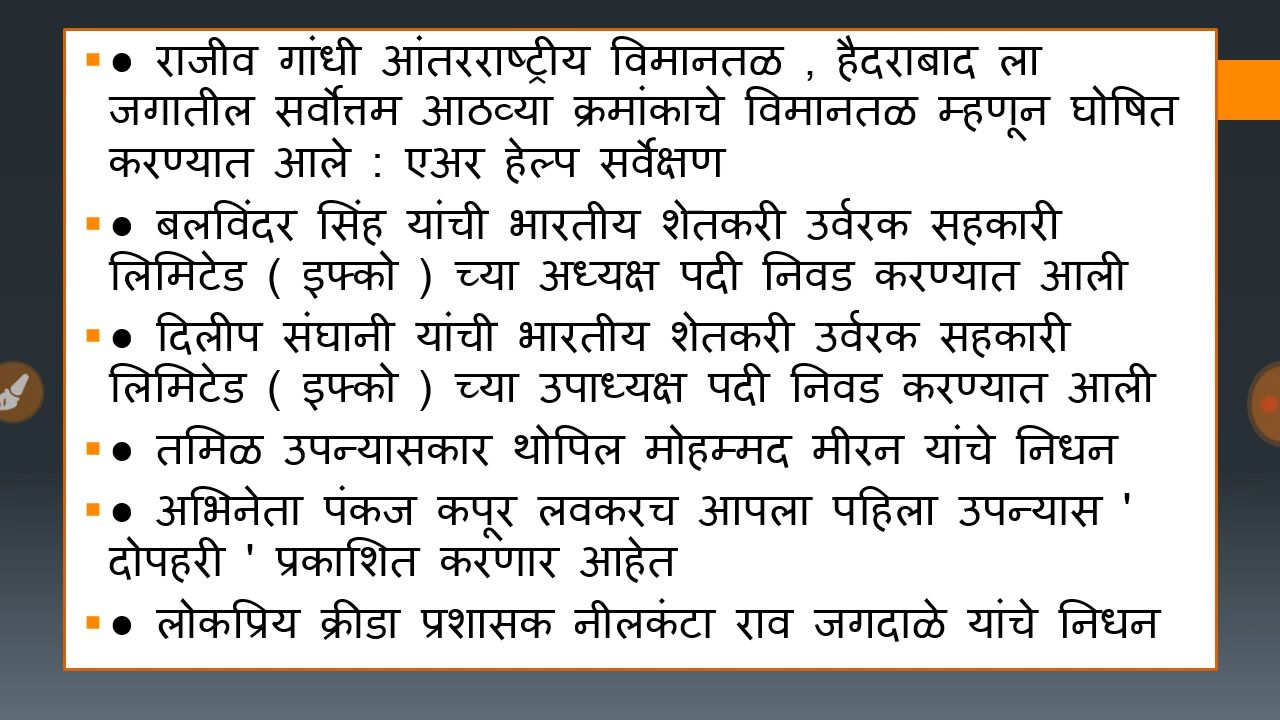 ● राजीव गांधी आंतरराष्ट्रीय विमानतळ , हैदराबाद ला
जगातील सर्वोत्तम आठव्या क्रमांकाचे विमानतळ म्हणून घोषित
करण्यात आले : एअर हेल्प सर्वेक्षण
● बलविंदर सिंह यांची भारतीय शेतकरी उर्वरक सहकारी
लिमिटेड ( इफ्को ) च्या अध्यक्ष पदी निवड करण्यात आली
● दिलीप संघानी यांची भारतीय शेतकरी उर्वरक सहकारी
लिमिटेड ( इफ्को ) च्या उपाध्यक्ष पदी निवड करण्यात आली
● तमिळ उपन्यासकार थोपिल मोहम्मद मीरन यांचे निधन
● अभिनेता पंकज कपूर लवकरच आपला पहिला उपन्यास '
दोपहरी ' प्रकाशित करणार आहेत
● लोकप्रिय क्रीडा प्रशासक नीलकंटा राव जगदाळे यांचे निधन